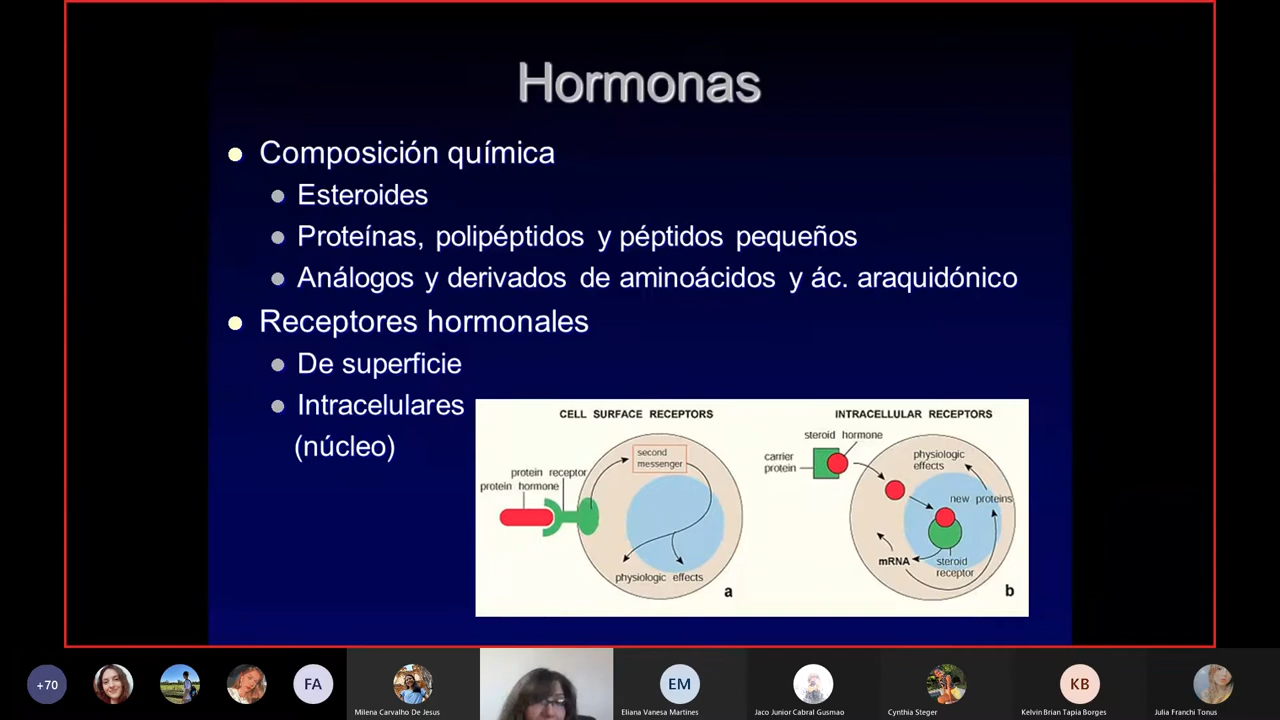 Hormonas
Composición química
Esteroides
Proteínas, polipéptidos y péptidos pequeños
Análogos y derivados de aminoácidos y ác. araquidónico
Receptores hormonales
De superficie
Intracelulares
(núcleo)
CELL SURFACE RECEPTORS
second
messenger
protein receptor
protein hormone
physiologic effects
a
INTRACELLULAR RECEPTORS
steroid hormone
carrier
protein
physiologic
effects
new proteins
mRNA
steroid
receptor
b
+70
FA
Milena Carvalho De Jesus
EM
Eliana Vanesa Martines
Jaco Junior Cabral Gusmao
Cynthia Steger
KB
Kelvin Brian Tapia Borges
Julia Franchi Tonus